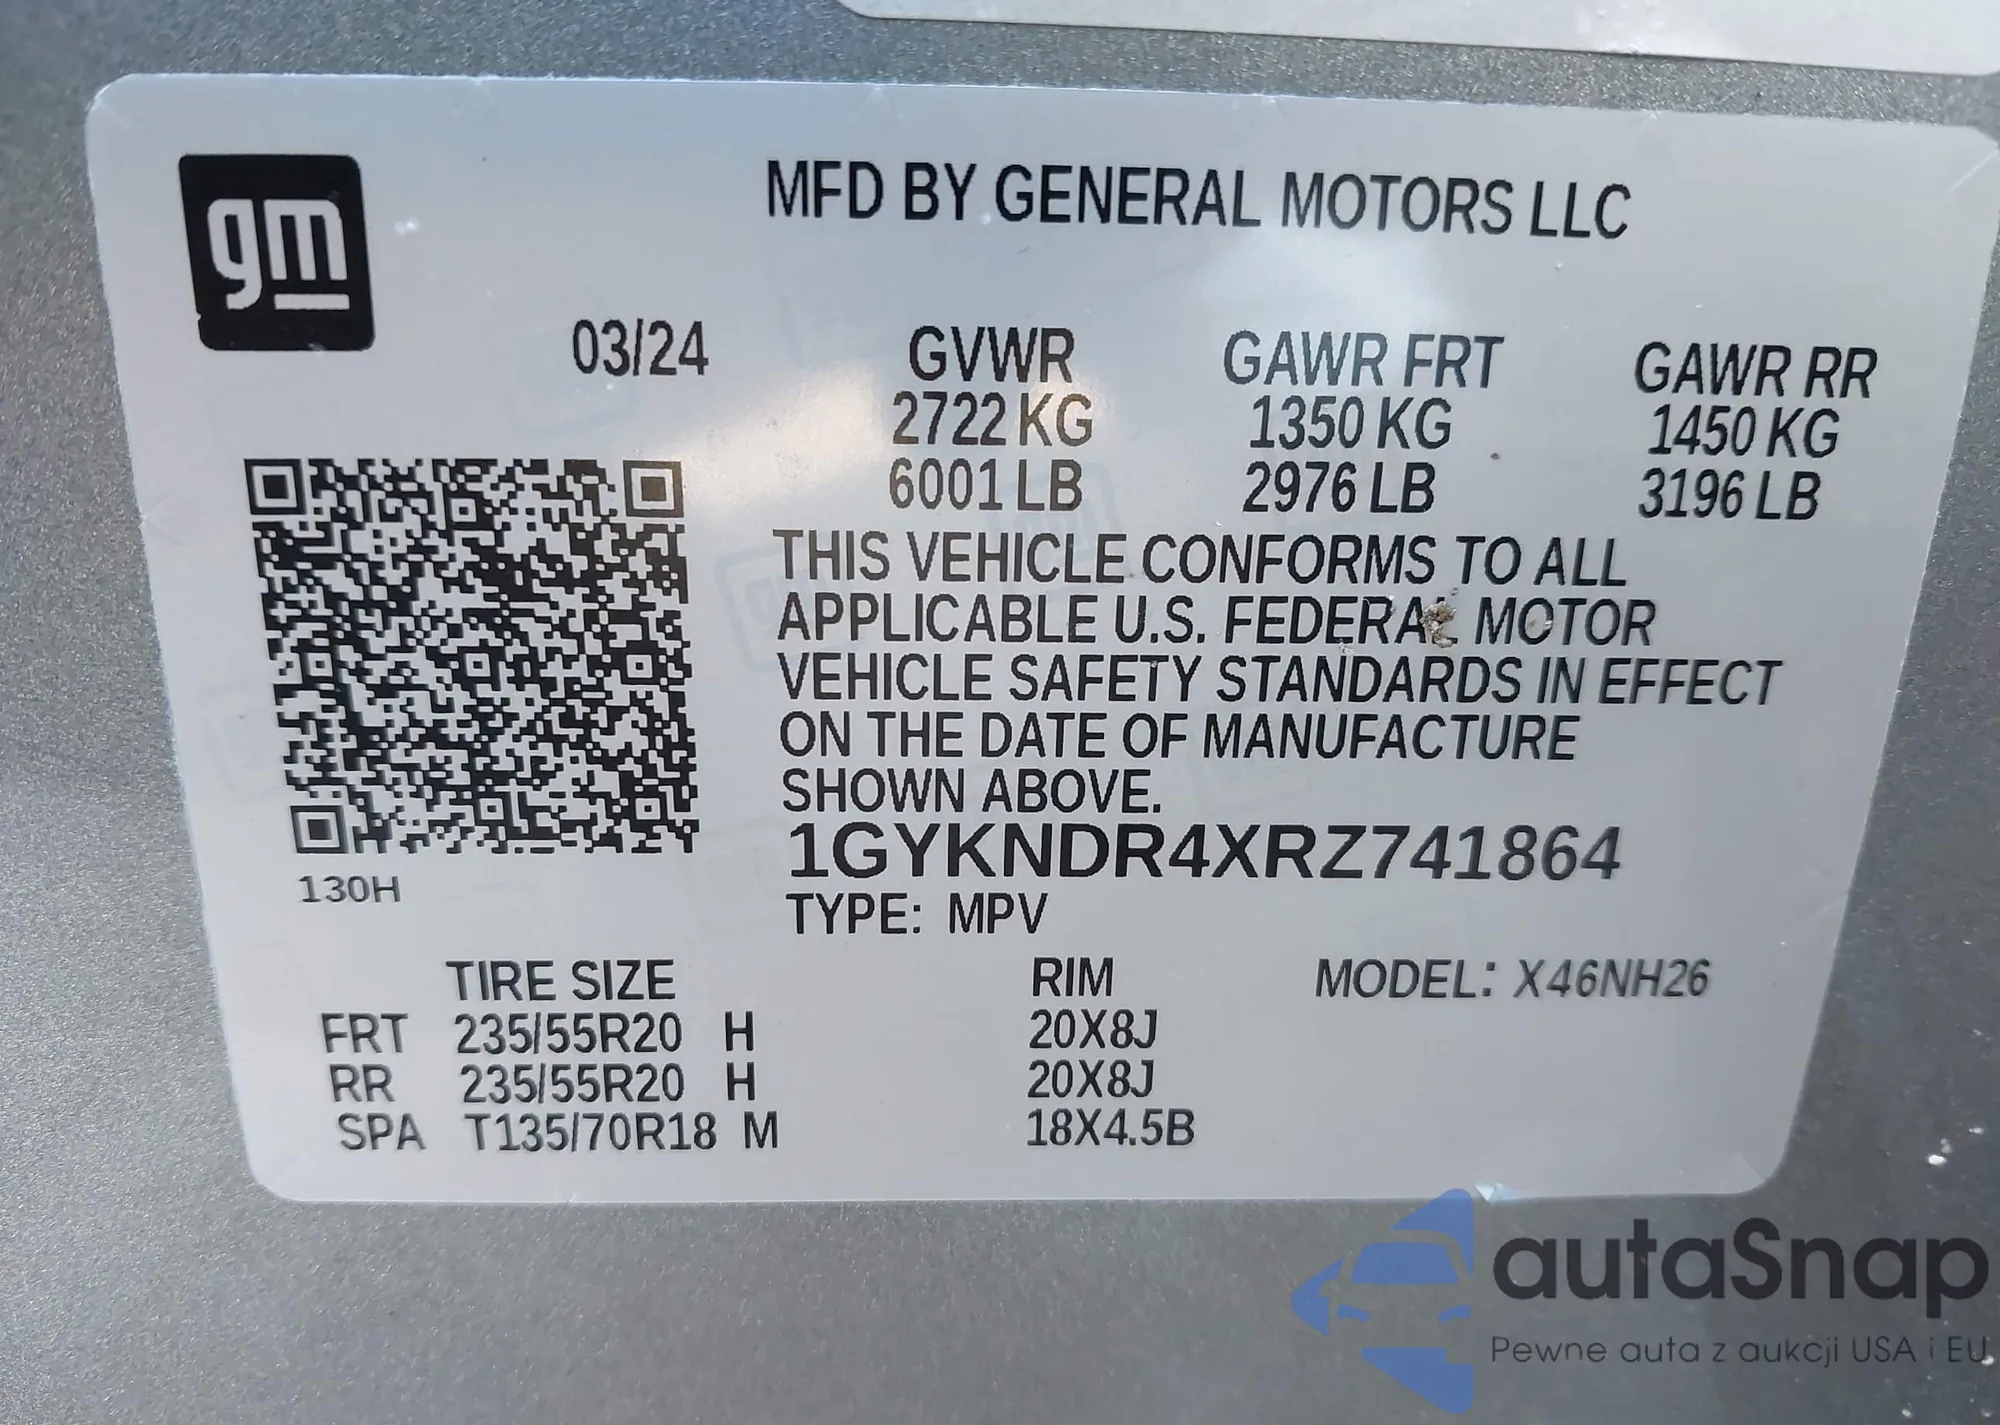 gm
MFD BY GENERAL MOTORS LLC
03/24 GVWR GAWR FRT GAWR RR
2722 KG 1350 KG 1450 KG
6001 LB 2976 LB 3196 LB
THIS VEHICLE CONFORMS TO ALL
APPLICABLE U.S. FEDERAL MOTOR
VEHICLE SAFETY STANDARDS IN EFFECT
ON THE DATE OF MANUFACTURE
SHOWN ABOVE.
1GYKNDR4XRZ741864
130H
TYPE: MPV
TIRE SIZE RIM MODEL: X46NH26
FRT 235/55R20 H 20X8J
RR 235/55R20 H 20X8J
SPA T135/70R18 M 18X4.5B
autaSnap
Pewne auta z aukcji USA i EU